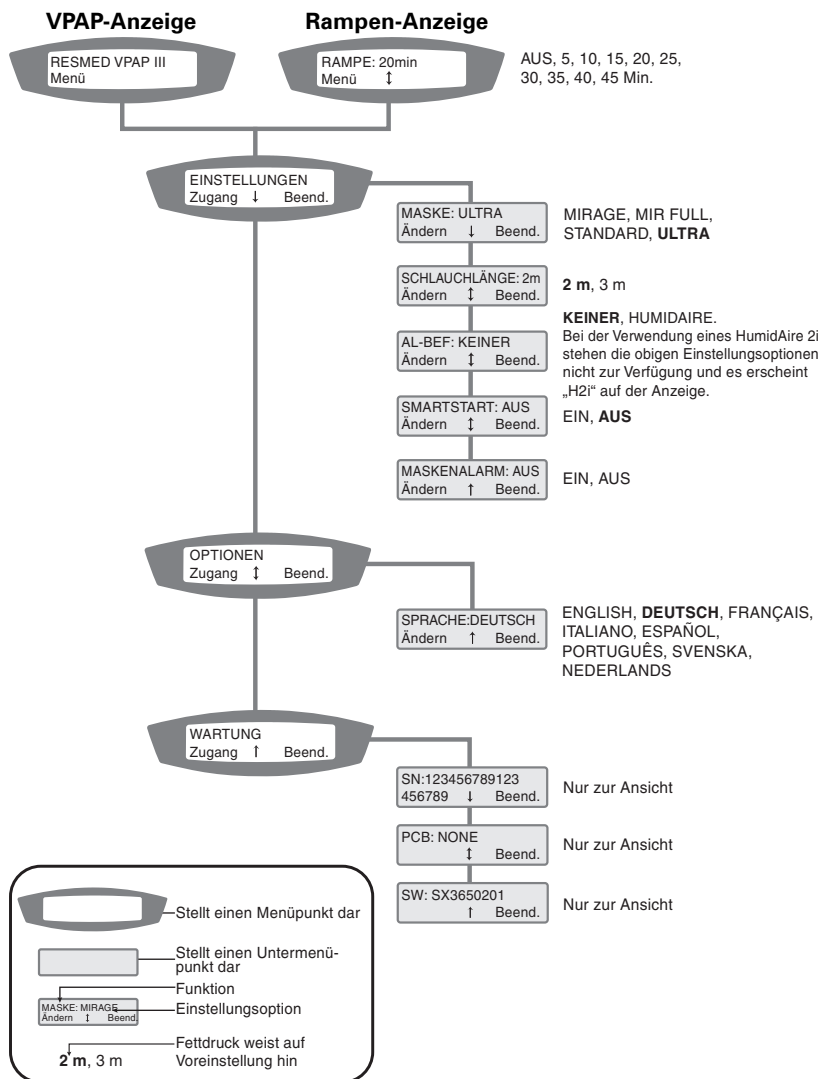 VPAP-Anzeige
Rampen-Anzeige
RESMED VPAP III
Menü
RAMPE: 20min
Menü ↕
AUS, 5, 10, 15, 20, 25,
30, 35, 40, 45 Min.
EINSTELLUNGEN
Zugang ↓ Beend.
MASKE: ULTRA
Ändern ↓ Beend.
MIRAGE, MIR FULL,
STANDARD, ULTRA
SCHLAUCHLÄNGE: 2m
Ändern ↕ Beend.
2 m, 3 m
AL-BEF: KEINER
Ändern ↕ Beend.
KEINER, HUMIDAIRE.
Bei der Verwendung eines HumidAire 2i
stehen die obigen Einstellungsoptionen
nicht zur Verfügung und es erscheint
„H2i“ auf der Anzeige.
SMARTSTART: AUS
Ändern ↕ Beend.
EIN, AUS
MASKENALARM: AUS
Ändern ↑ Beend.
EIN, AUS
OPTIONEN
Zugang ↕ Beend.
SPRACHE:DEUTSCH
Ändern ↑ Beend.
ENGLISH, DEUTSCH, FRANÇAIS,
ITALIANO, ESPAÑOL,
PORTUGUÊS, SVENSKA,
NEDERLANDS
WARTUNG
Zugang ↑ Beend.
SN:123456789123
456789 ↓ Beend.
Nur zur Ansicht
PCB: NONE
↕ Beend.
Nur zur Ansicht
SW: SX3650201
↑ Beend.
Nur zur Ansicht
Stellt einen Menüpunkt dar
Stellt einen Untermenü-
punkt dar
Funktion
MASKE: MIRAGE
Ändern ↕ Beend.
Einstellungsoption
2 m, 3 m
Fettdruck weist auf
Voreinstellung hin